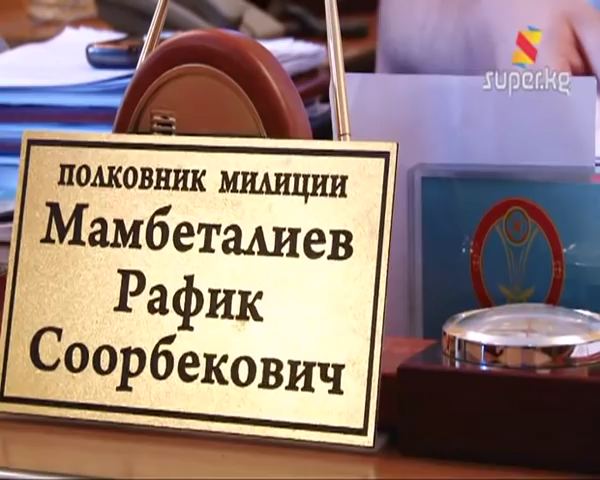 super.kg
ПОЛКОВНИК МИЛИЦИИ
Мамбеталиев
Рафик
Соорбекович